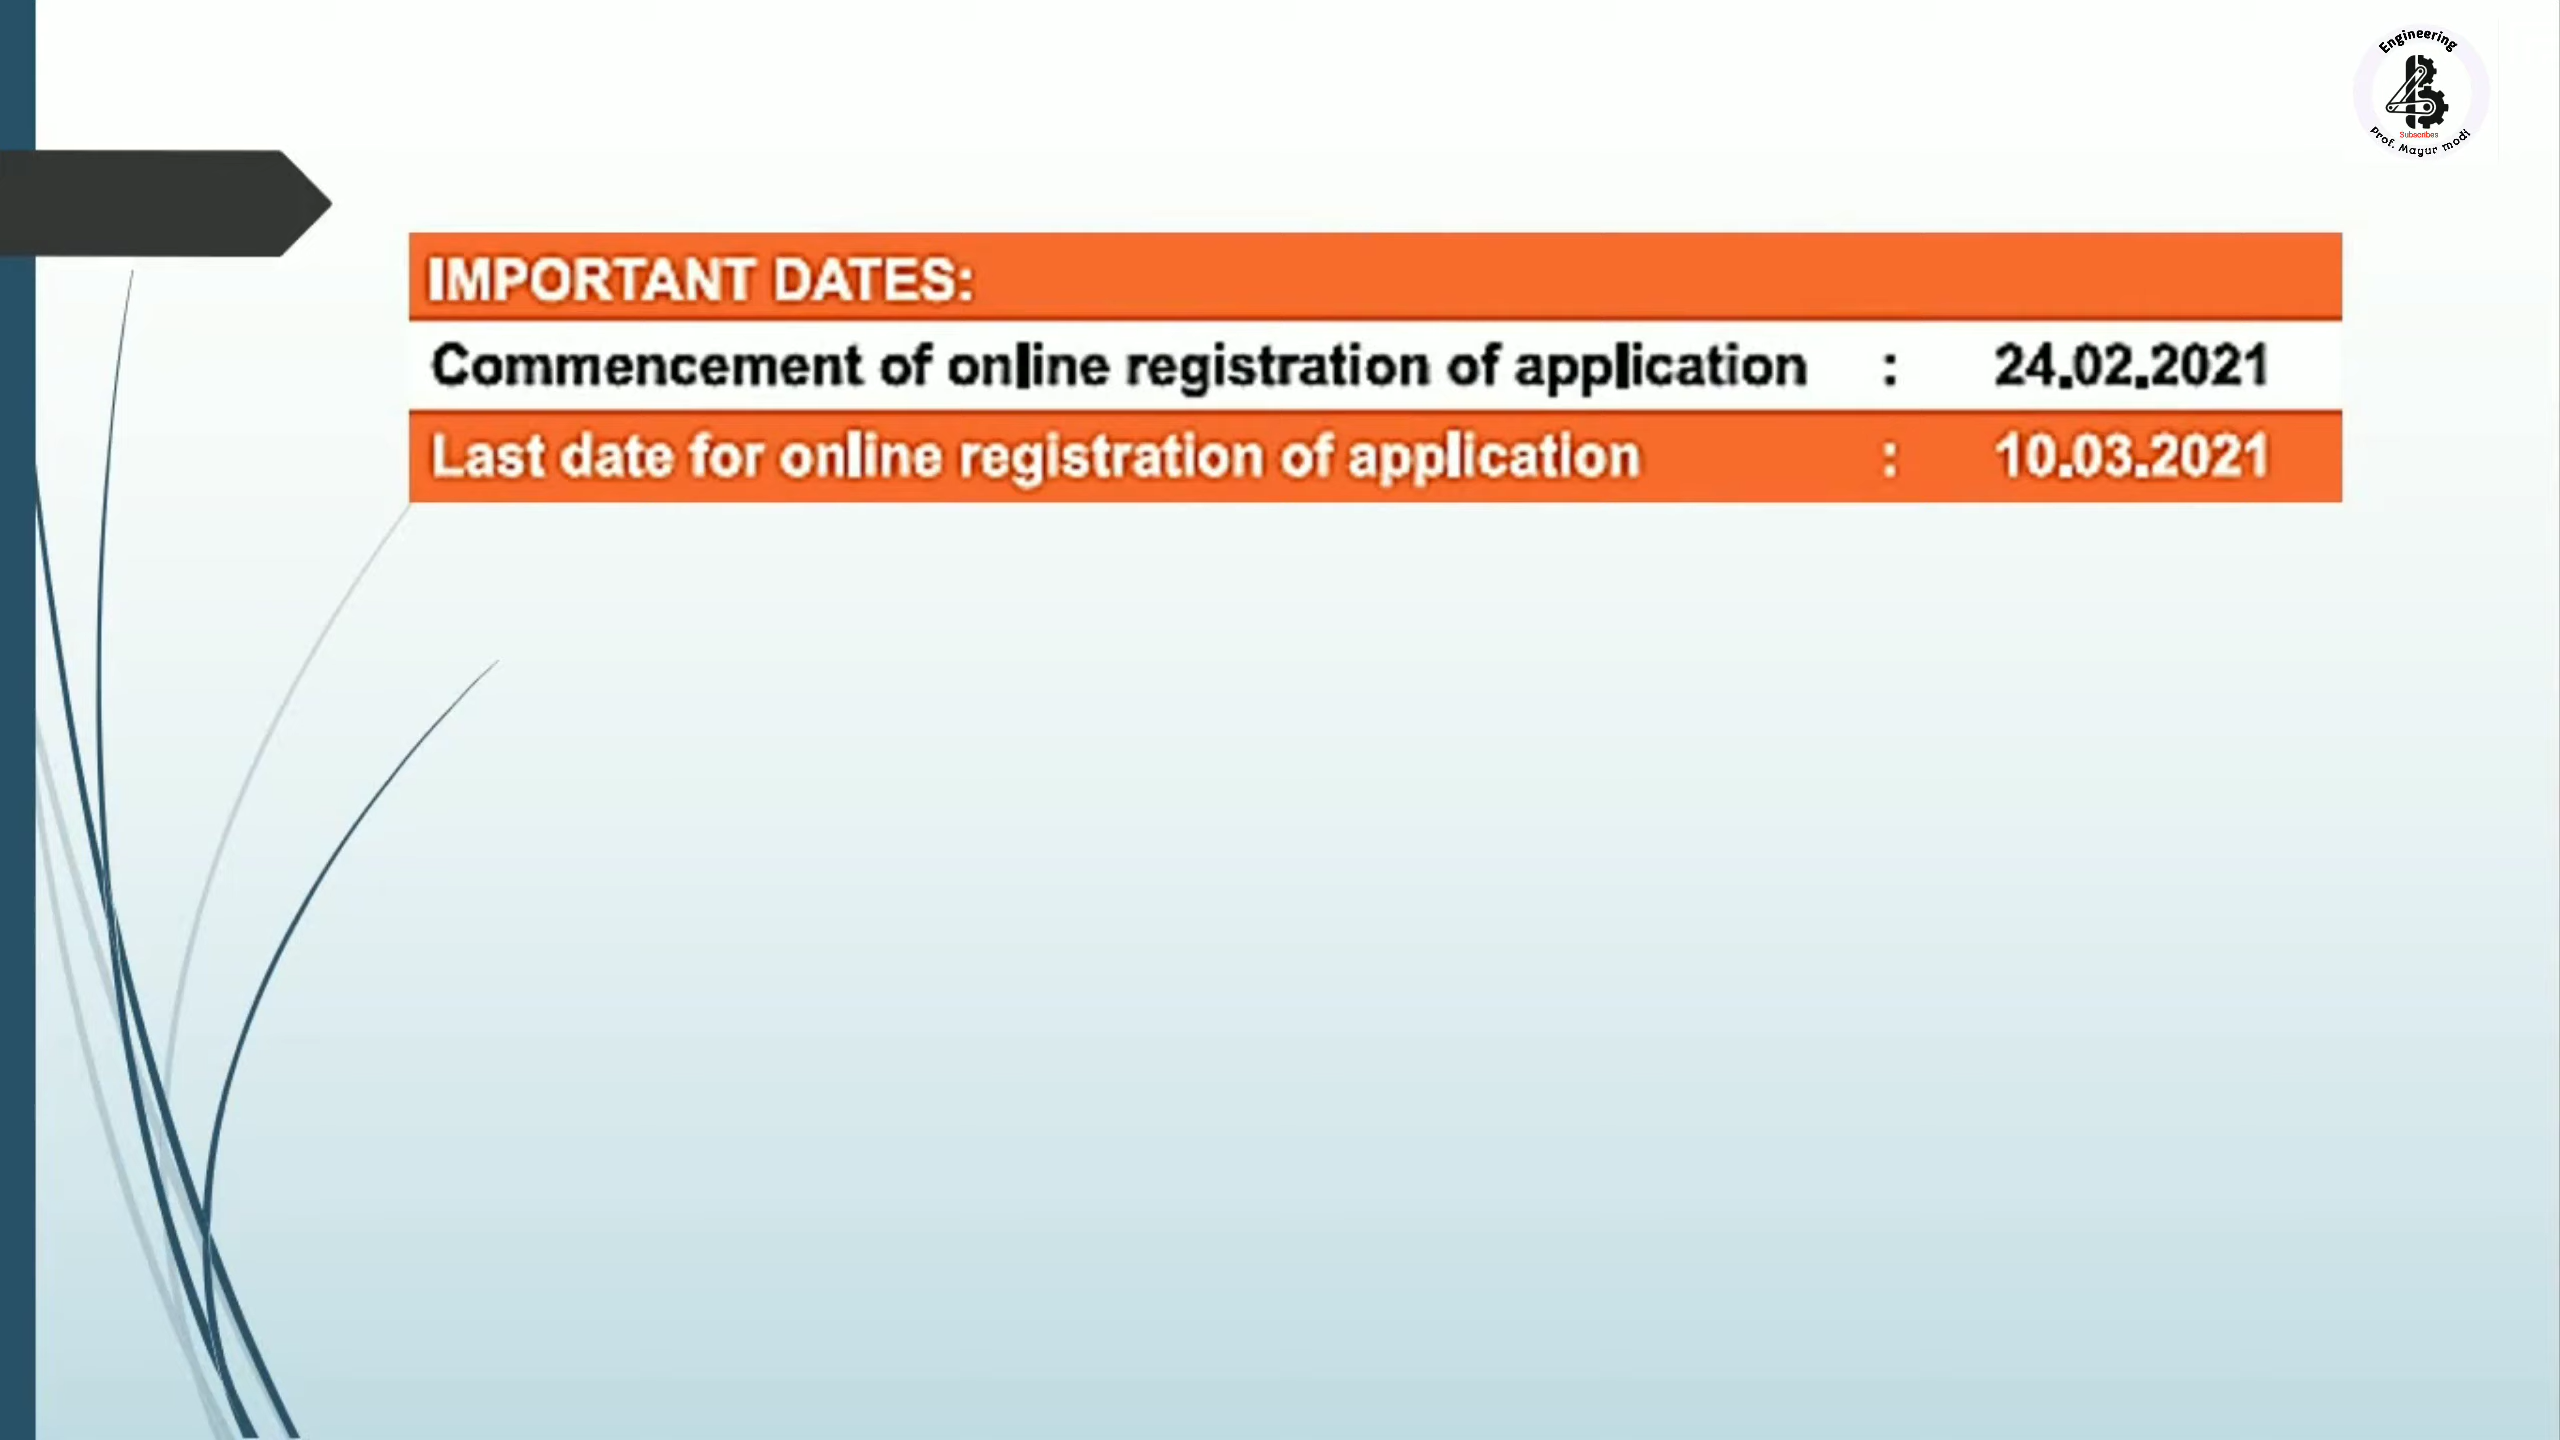 Engineering
Subscribes
Prof. Mayur modi
IMPORTANT DATES:
Commencement of online registration of application : 24.02.2021
Last date for online registration of application : 10.03.2021